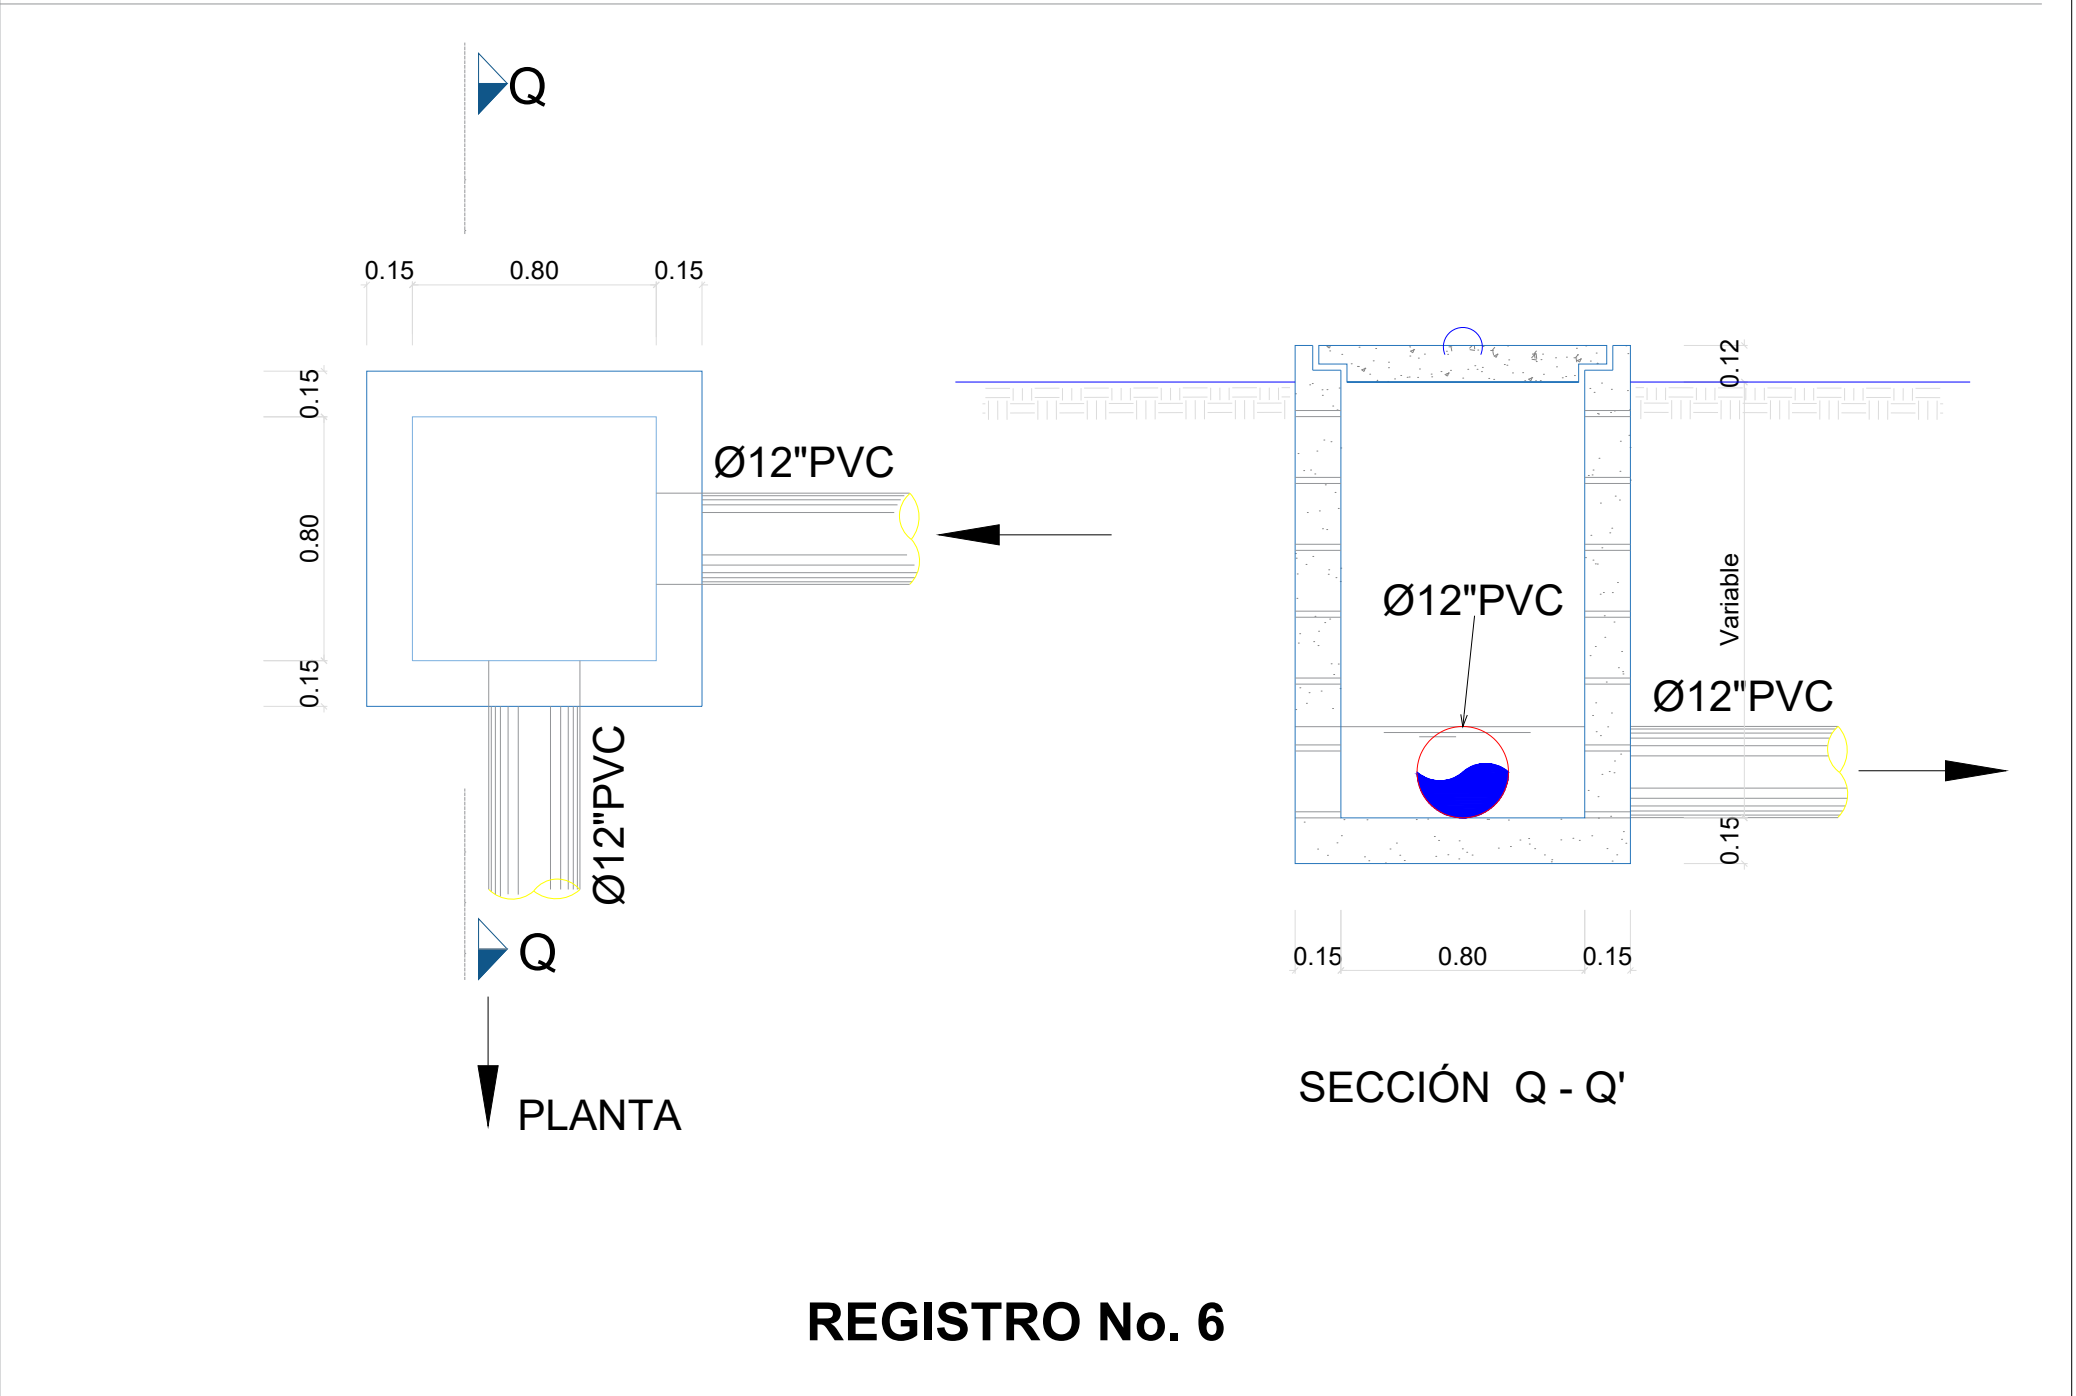 Q
0.15 0.80 0.15
0.15
0.80
0.15
Ø12"PVC
Ø12"PVC
Q
PLANTA
0.12
Variable
0.15
Ø12"PVC
Ø12"PVC
0.15 0.80 0.15
SECCIÓN Q - Q'
REGISTRO No. 6